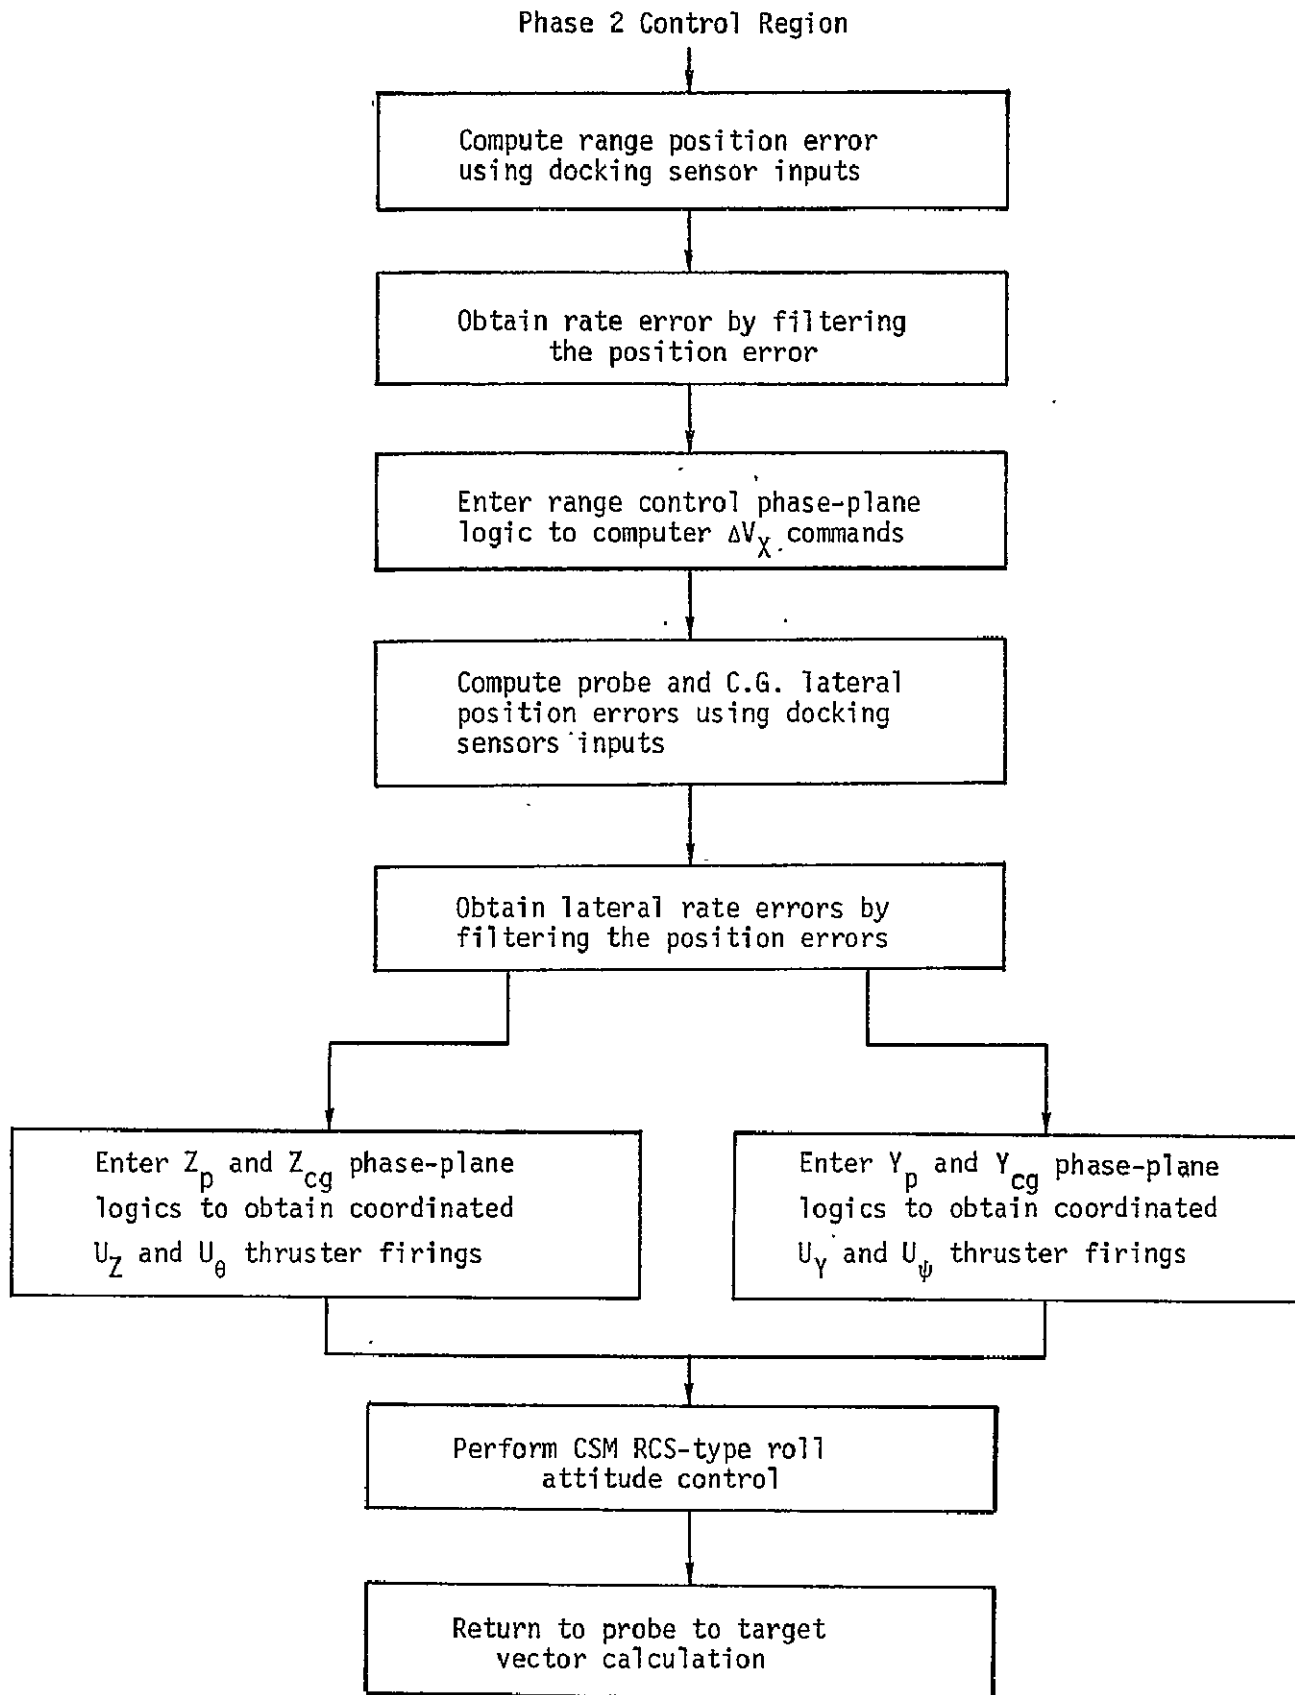 Phase 2 Control Region
Compute range position error
using docking sensor inputs
Obtain rate error by filtering
the position error
Enter range control phase-plane
logic to computer ΔV_X commands
Compute probe and C.G. lateral
position errors using docking
sensors inputs
Obtain lateral rate errors by
filtering the position errors
Enter Z_p and Z_cg phase-plane
logics to obtain coordinated
U_Z and U_θ thruster firings
Enter Y_p and Y_cg phase-plane
logics to obtain coordinated
U_Y and U_ψ thruster firings
Perform CSM RCS-type roll
attitude control
Return to probe to target
vector calculation